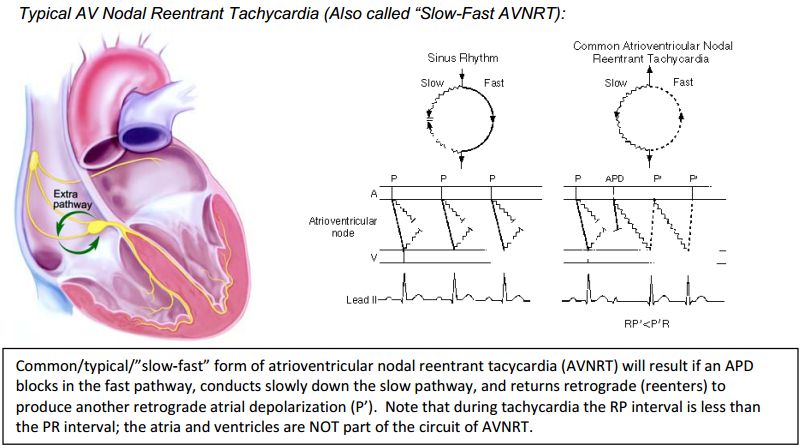 Typical AV Nodal Reentrant Tachycardia (Also called “Slow-Fast AVNRT):
Extra
pathway
Sinus Rhythm
Slow Fast
Common Atrioventricular Nodal
Reentrant Tachycardia
Slow Fast
P P P
P APD P' P'
A
Atrioventricular
node
V
Lead II
RP'<P'R
Common/typical/”slow-fast” form of atrioventricular nodal reentrant tacycardia (AVNRT) will result if an APD
blocks in the fast pathway, conducts slowly down the slow pathway, and returns retrograde (reenters) to
produce another retrograde atrial depolarization (P’). Note that during tachycardia the RP interval is less than
the PR interval; the atria and ventricles are NOT part of the circuit of AVNRT.